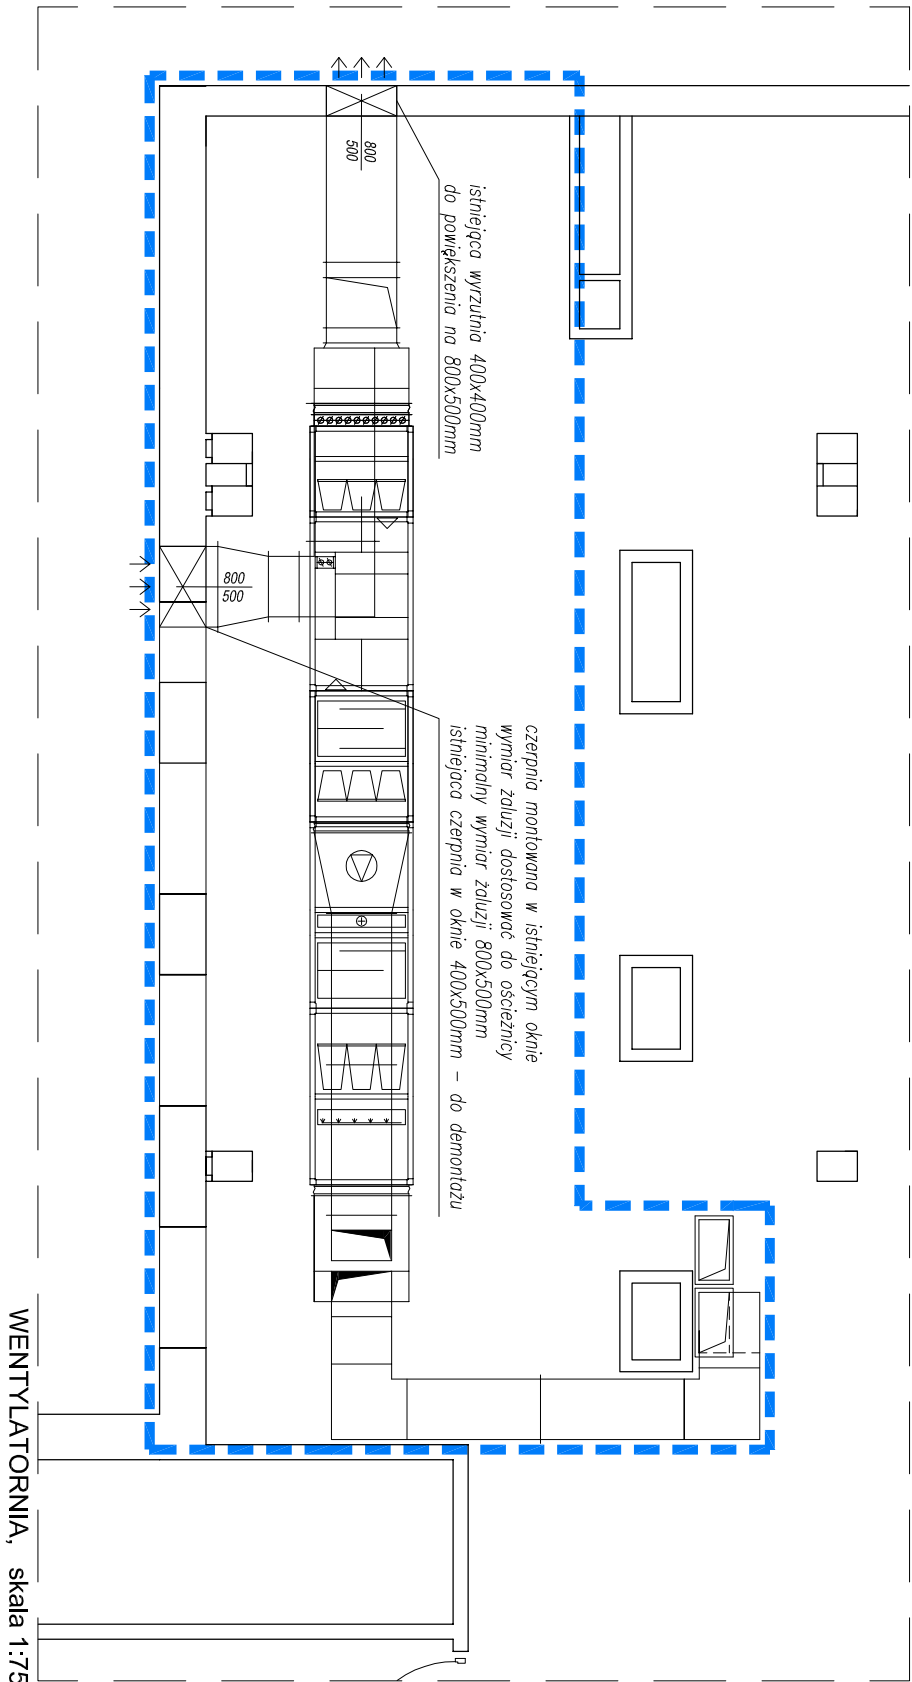 800
500
istniejąca wyrzutnia 400x400mm
do powiększenia na 800x500mm
800
500
czerpnia montowana w istniejącym oknie
wymiar żaluzji dostosować do ościeżnicy
minimalny wymiar żaluzji 800x500mm
istniejaca czerpnia w oknie 400x500mm – do demontażu
WENTYLATORNIA, skala 1:75